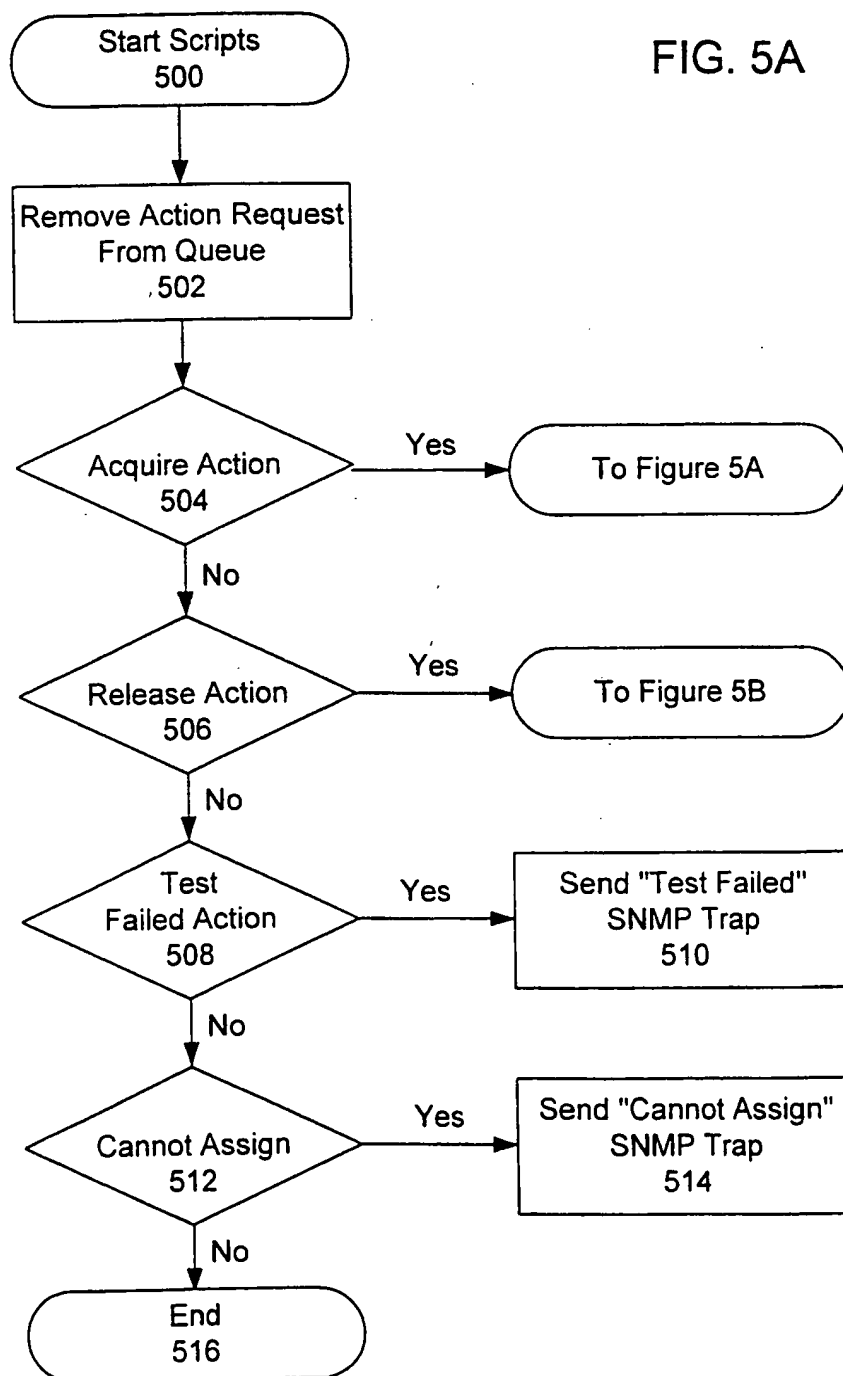 FIG. 5A
Start Scripts
500
Remove Action Request
From Queue
502
Acquire Action
504
Yes
To Figure 5A
No
Release Action
506
Yes
To Figure 5B
No
Test
Failed Action
508
Yes
Send "Test Failed"
SNMP Trap
510
No
Cannot Assign
512
Yes
Send "Cannot Assign"
SNMP Trap
514
No
End
516